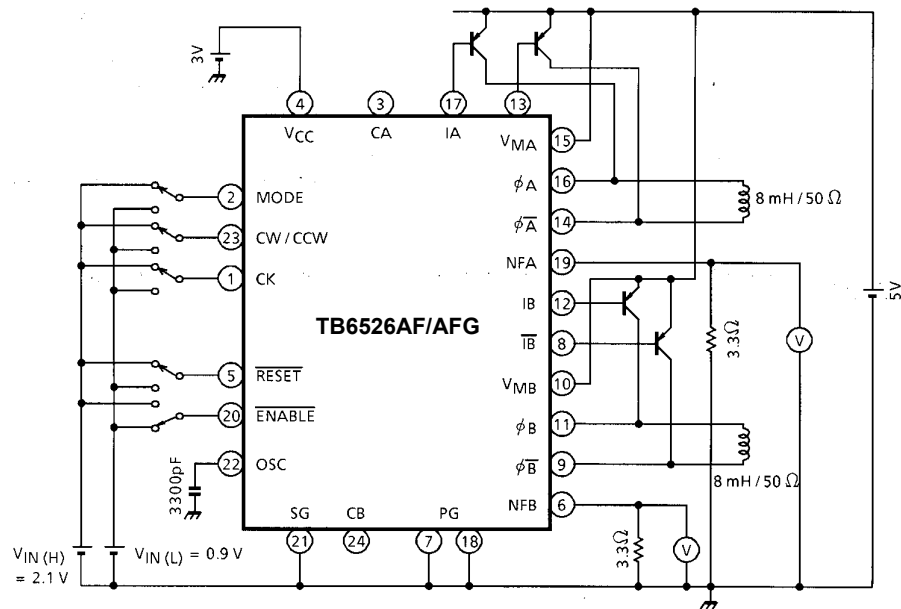 3V
4
3
17
13
VCC
CA
IA
VMA
15
2
MODE
φA
16
8 mH/50 Ω
23
CW/CCW
φA̅
14
1
CK
NFA
19
IB
12
TB6526AF/AFG
I̅B̅
8
3.3Ω
V
5V
5
R̅E̅S̅E̅T̅
VMB
10
20
E̅N̅A̅B̅L̅E̅
φB
11
22
OSC
φB̅
9
8 mH/50 Ω
3300pF
SG
CB
PG
NFB
6
21
24
7
18
3.3Ω
V
VIN (H)
= 2.1 V
VIN (L) = 0.9 V